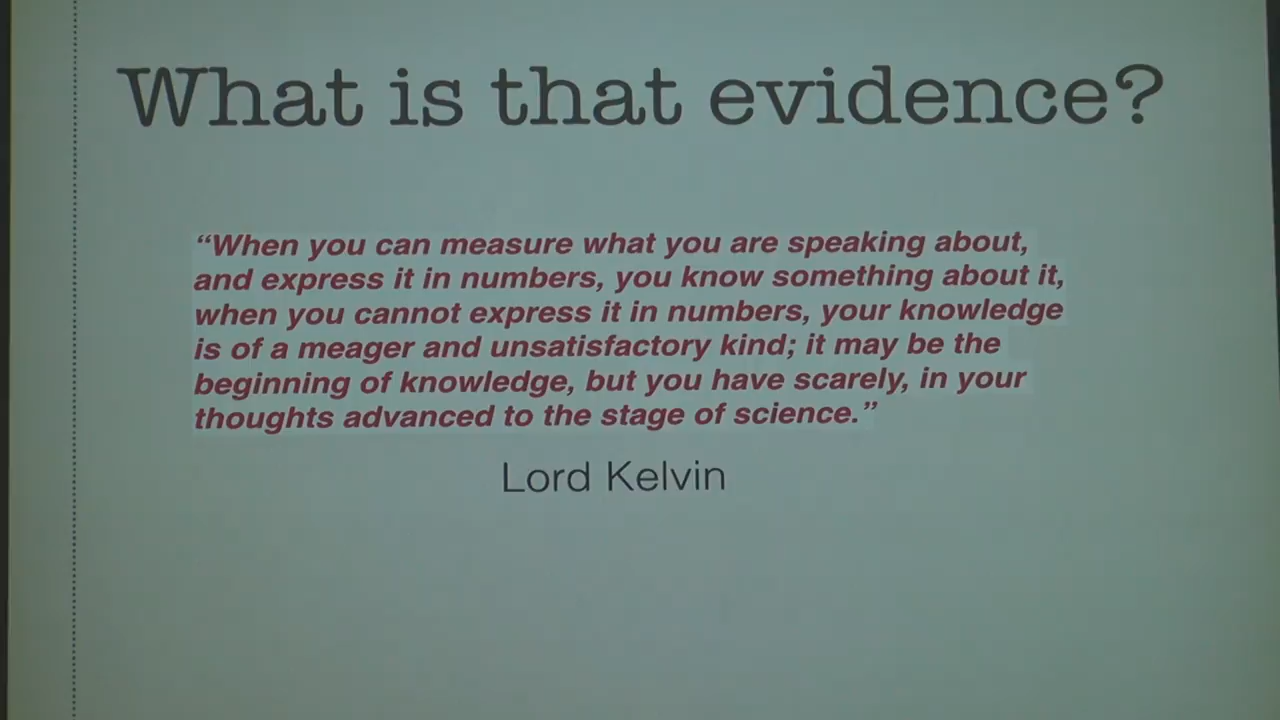 What is that evidence?
“When you can measure what you are speaking about,
and express it in numbers, you know something about it,
when you cannot express it in numbers, your knowledge
is of a meager and unsatisfactory kind; it may be the
beginning of knowledge, but you have scarely, in your
thoughts advanced to the stage of science.”
Lord Kelvin